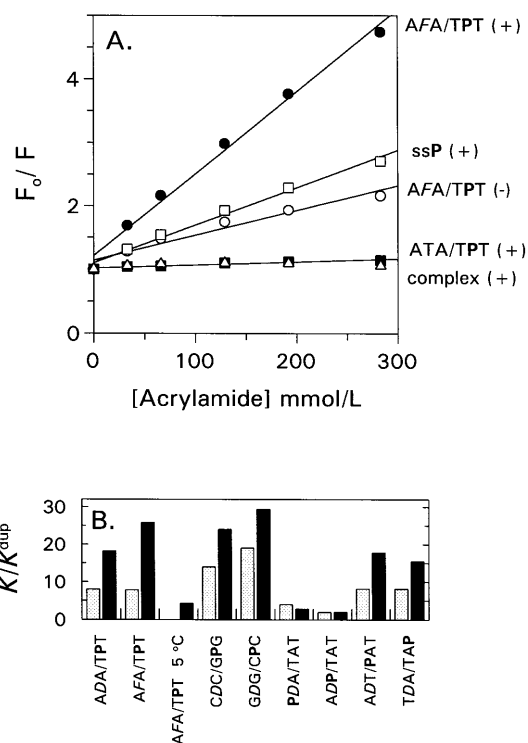 A.
AFA/TPT (+)
ssP (+)
AFA/TPT (-)
ATA/TPT (+)
complex (+)
F₀/ F
4
2
0
0 100 200 300
[Acrylamide] mmol/L
B.
K/Kᵈᵘᵖ
30
20
10
0
ADA/TPT
AFA/TPT
AFA/TPT 5 °C
CDC/GPG
GDG/CPC
PDA/TAT
ADP/TAT
ADT/PAT
TDA/TAP